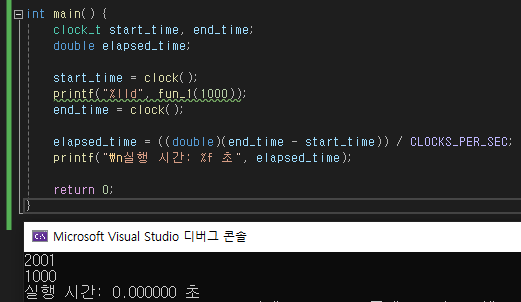 int main() {
clock_t start_time, end_time;
double elapsed_time;
start_time = clock();
printf("%lld", fun_1(1000));
end_time = clock();
elapsed_time = ((double)(end_time - start_time)) / CLOCKS_PER_SEC;
printf("₩n실행 시간: %f 초", elapsed_time);
return 0;
}
Microsoft Visual Studio 디버그 콘솔
2001
1000
실행 시간: 0.000000 초